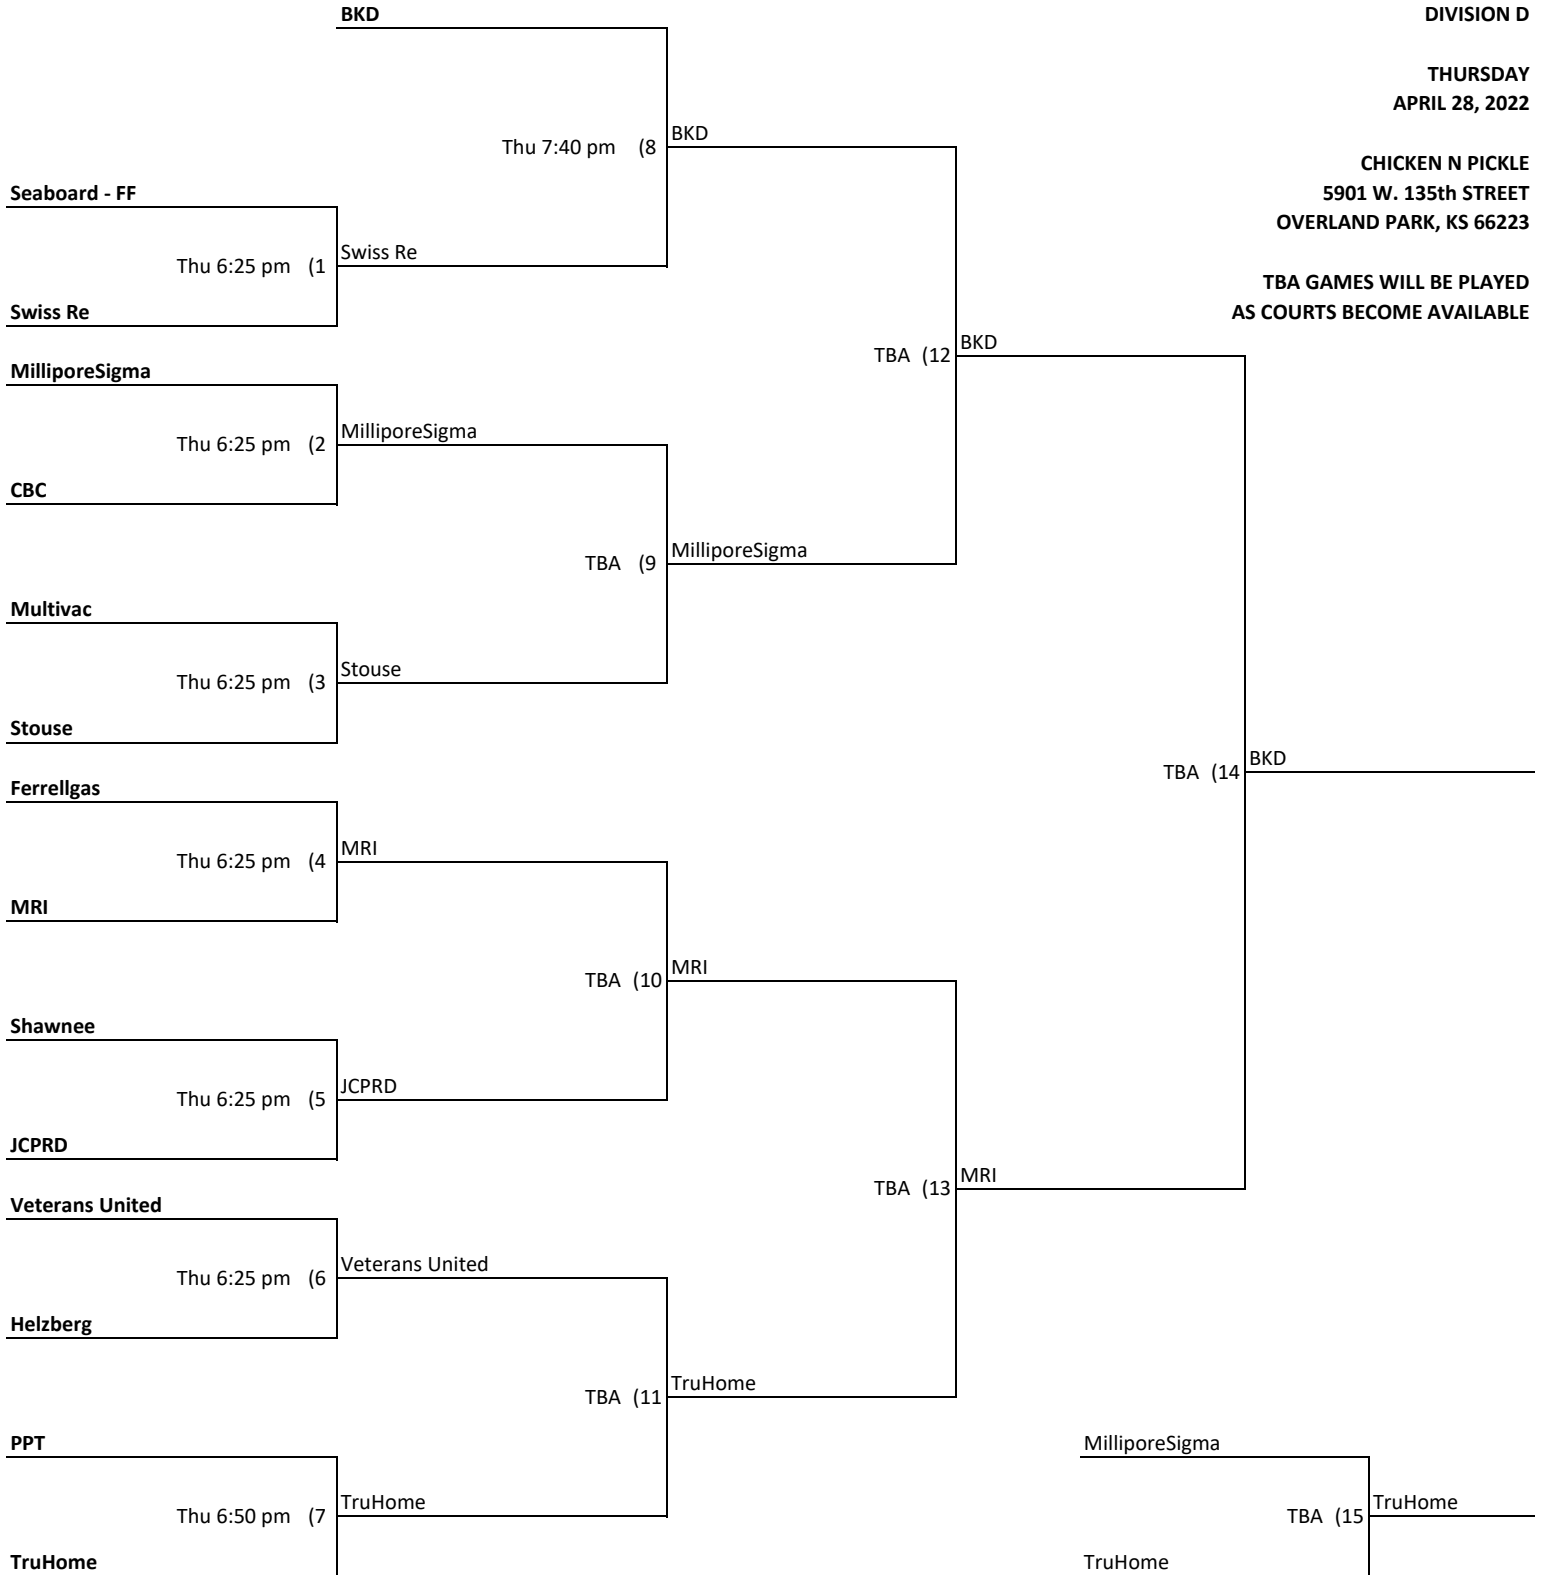 BKD
DIVISION D
THURSDAY
APRIL 28, 2022
Thu 7:40 pm (8
BKD
CHICKEN N PICKLE
Seaboard - FF
5901 W. 135th STREET
OVERLAND PARK, KS 66223
Thu 6:25 pm (1
Swiss Re
TBA GAMES WILL BE PLAYED
Swiss Re
AS COURTS BECOME AVAILABLE
TBA (12
BKD
MilliporeSigma
Thu 6:25 pm (2
MilliporeSigma
CBC
TBA (9
MilliporeSigma
Multivac
Thu 6:25 pm (3
Stouse
Stouse
TBA (14
BKD
Ferrellgas
Thu 6:25 pm (4
MRI
MRI
TBA (10
MRI
Shawnee
Thu 6:25 pm (5
JCPRD
JCPRD
TBA (13
MRI
Veterans United
Thu 6:25 pm (6
Veterans United
Helzberg
TBA (11
TruHome
PPT
MilliporeSigma
Thu 6:50 pm (7
TruHome
TBA (15
TruHome
TruHome
TruHome